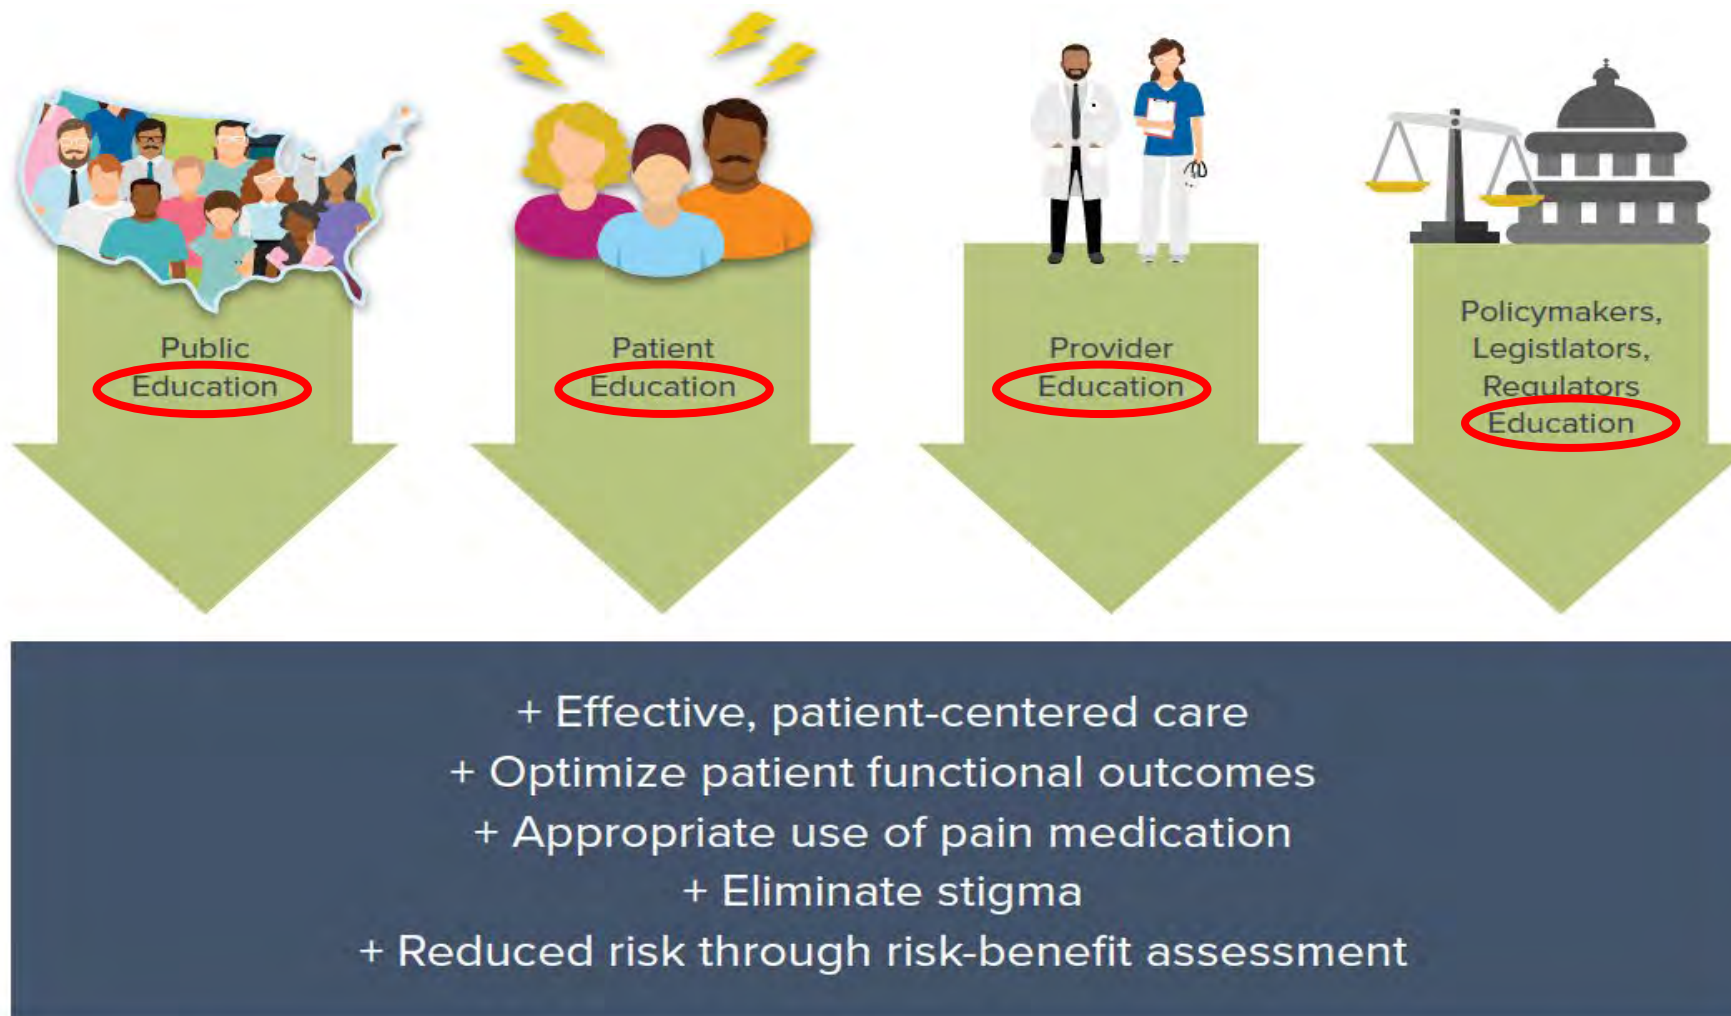 Public
Education
Patient
Education
Provider
Education
Policymakers,
Legistlators,
Regulators
Education
+ Effective, patient-centered care
+ Optimize patient functional outcomes
+ Appropriate use of pain medication
+ Eliminate stigma
+ Reduced risk through risk-benefit assessment